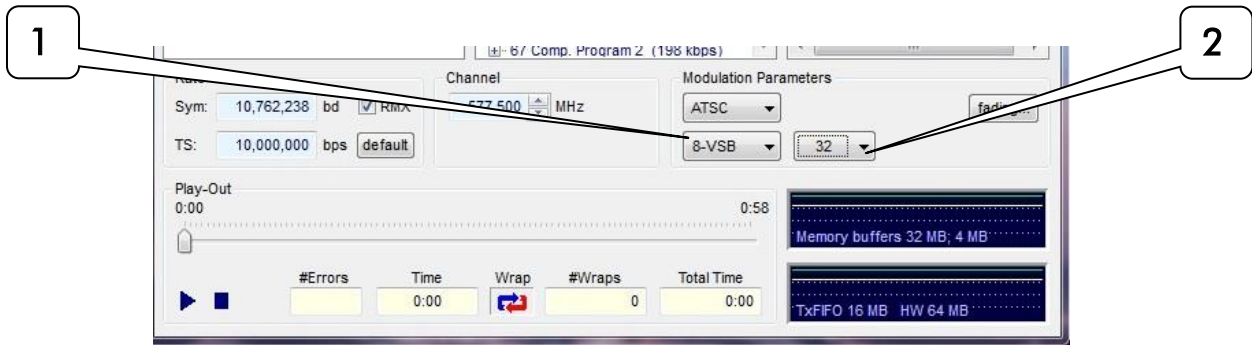 1
2
67 Comp. Program 2 (198 kbps)
Channel
Modulation Parameters
Sym: 10,762,238 bd RMX
577,500 MHz
ATSC
TS: 10,000,000 bps default
8-VSB 32
Play-Out
0:00 0:58
Memory buffers 32 MB; 4 MB
#Errors Time Wrap #Wraps Total Time
0:00 0 0:00
TxFIFO 16 MB HW 64 MB